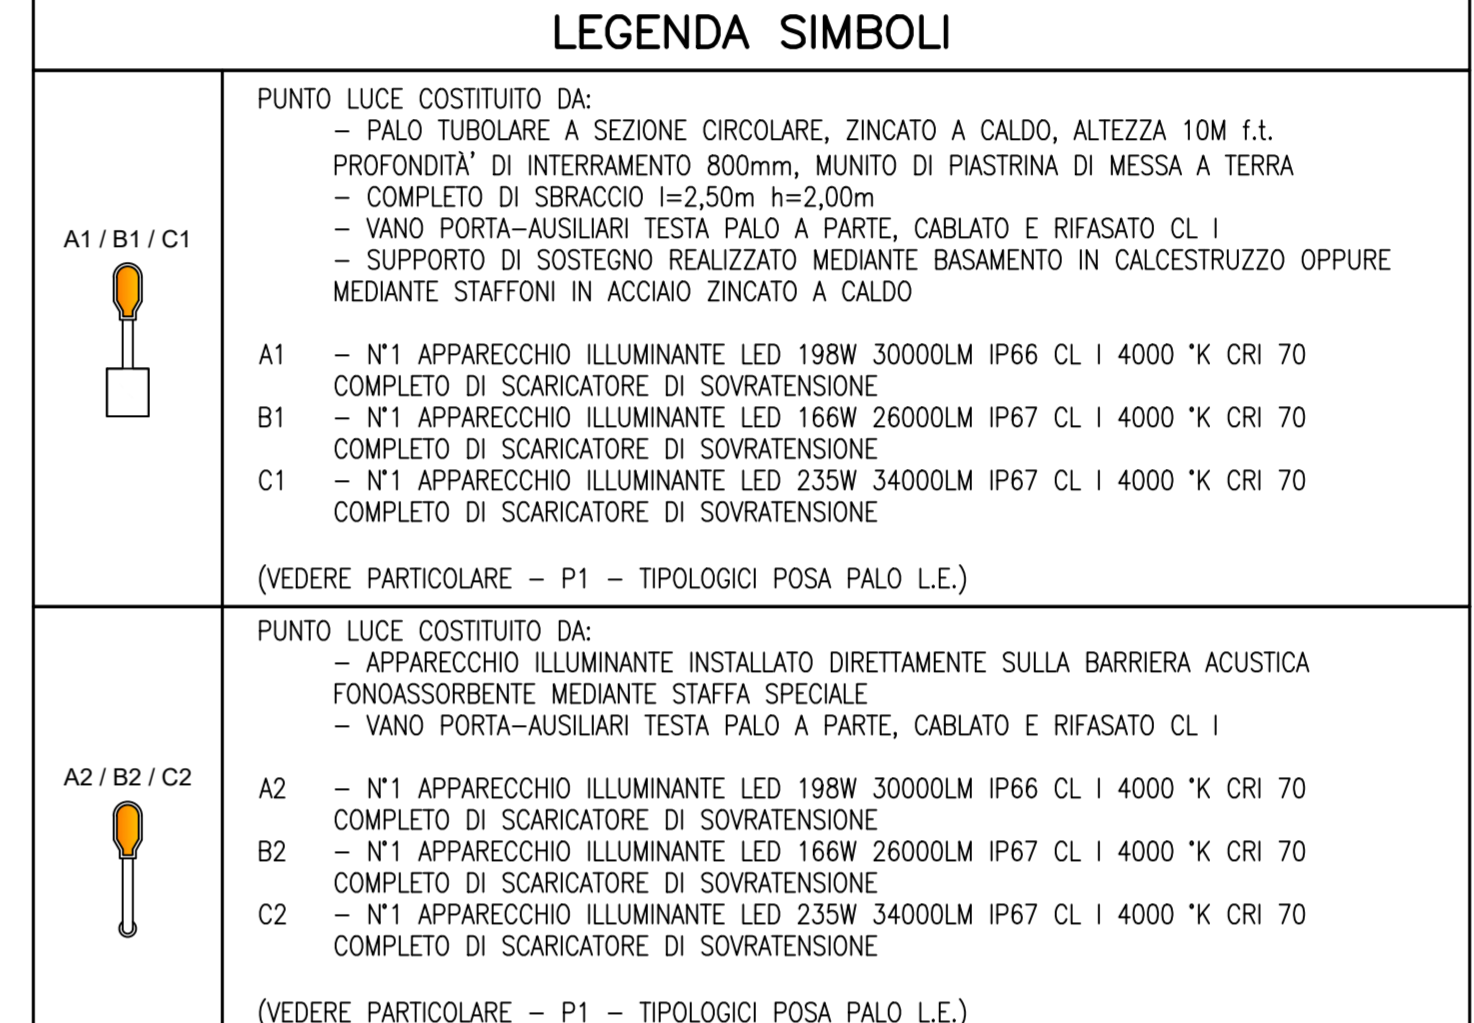 LEGENDA SIMBOLI
A1 / B1 / C1
PUNTO LUCE COSTITUITO DA:
– PALO TUBOLARE A SEZIONE CIRCOLARE, ZINCATO A CALDO, ALTEZZA 10M f.t.
PROFONDITÀ' DI INTERRAMENTO 800mm, MUNITO DI PIASTRINA DI MESSA A TERRA
– COMPLETO DI SBRACCIO l=2,50m h=2,00m
– VANO PORTA–AUSILIARI TESTA PALO A PARTE, CABLATO E RIFASATO CL I
– SUPPORTO DI SOSTEGNO REALIZZATO MEDIANTE BASAMENTO IN CALCESTRUZZO OPPURE
MEDIANTE STAFFONI IN ACCIAIO ZINCATO A CALDO
A1 – N°1 APPARECCHIO ILLUMINANTE LED 198W 30000LM IP66 CL I 4000 °K CRI 70
COMPLETO DI SCARICATORE DI SOVRATENSIONE
B1 – N°1 APPARECCHIO ILLUMINANTE LED 166W 26000LM IP67 CL I 4000 °K CRI 70
COMPLETO DI SCARICATORE DI SOVRATENSIONE
C1 – N°1 APPARECCHIO ILLUMINANTE LED 235W 34000LM IP67 CL I 4000 °K CRI 70
COMPLETO DI SCARICATORE DI SOVRATENSIONE
(VEDERE PARTICOLARE – P1 – TIPOLOGICI POSA PALO L.E.)
A2 / B2 / C2
PUNTO LUCE COSTITUITO DA:
– APPARECCHIO ILLUMINANTE INSTALLATO DIRETTAMENTE SULLA BARRIERA ACUSTICA
FONOASSORBENTE MEDIANTE STAFFA SPECIALE
– VANO PORTA–AUSILIARI TESTA PALO A PARTE, CABLATO E RIFASATO CL I
A2 – N°1 APPARECCHIO ILLUMINANTE LED 198W 30000LM IP66 CL I 4000 °K CRI 70
COMPLETO DI SCARICATORE DI SOVRATENSIONE
B2 – N°1 APPARECCHIO ILLUMINANTE LED 166W 26000LM IP67 CL I 4000 °K CRI 70
COMPLETO DI SCARICATORE DI SOVRATENSIONE
C2 – N°1 APPARECCHIO ILLUMINANTE LED 235W 34000LM IP67 CL I 4000 °K CRI 70
COMPLETO DI SCARICATORE DI SOVRATENSIONE
(VEDERE PARTICOLARE – P1 – TIPOLOGICI POSA PALO L.E.)